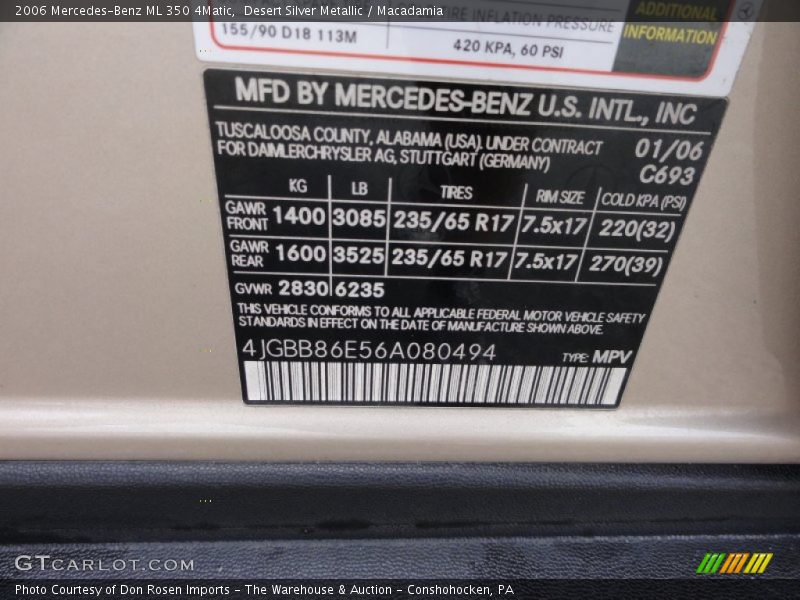 2006 Mercedes-Benz ML 350 4Matic,  Desert Silver Metallic / Macadamia
TIRE INFLATION PRESSURE
ADDITIONAL
INFORMATION
155/90 D18 113M
420 KPA, 60 PSI
MFD BY MERCEDES-BENZ U.S. INTL., INC
TUSCALOOSA COUNTY, ALABAMA (USA). UNDER CONTRACT 01/06
FOR DAIMLERCHRYSLER AG, STUTTGART (GERMANY) C693
KG LB TIRES RIM SIZE COLD KPA (PSI)
GAWR FRONT 1400 3085 235/65 R17 7.5x17 220(32)
GAWR REAR 1600 3525 235/65 R17 7.5x17 270(39)
GVWR 2830 6235
THIS VEHICLE CONFORMS TO ALL APPLICABLE FEDERAL MOTOR VEHICLE SAFETY
STANDARDS IN EFFECT ON THE DATE OF MANUFACTURE SHOWN ABOVE.
4JGBB86E56A080494 TYPE: MPV
GTCARLOT.COM
Photo Courtesy of Don Rosen Imports - The Warehouse & Auction - Conshohocken, PA